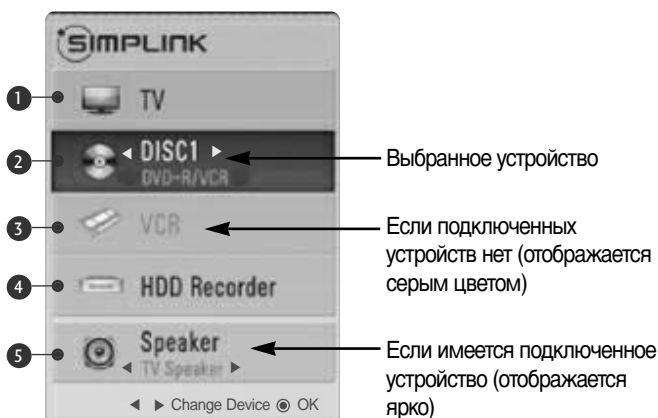 SIMPLINK
1 TV
2 ◄ DISC1 ►
DVD-R/VCR
Выбранное устройство
3 VCR
Если подключенных
устройств нет (отображается
серым цветом)
4 HDD Recorder
5 Speaker
◄ TV Speaker ►
Если имеется подключенное
устройство (отображается
ярко)
◄ ► Change Device ◉ OK